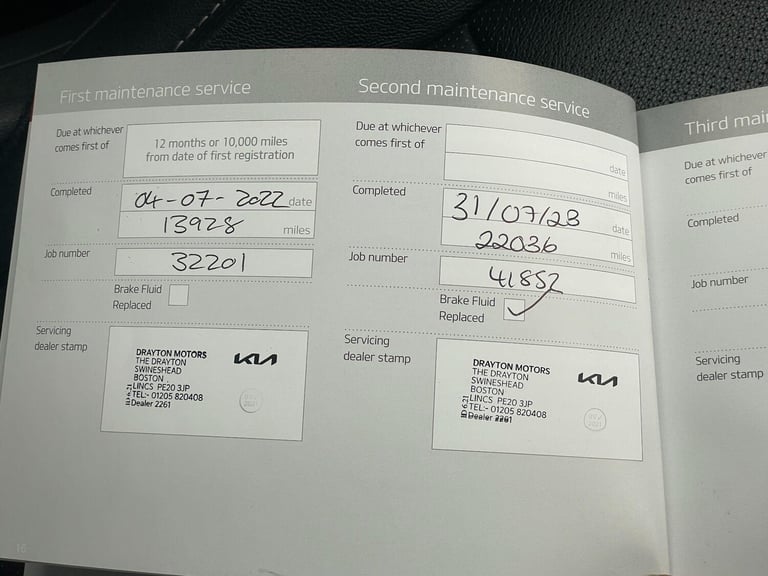 First maintenance service
Due at whichever
comes first of
12 months or 10,000 miles
from date of first registration
Completed
04-07-2022 date
13928 miles
Job number
32201
Brake Fluid
Replaced
Servicing
dealer stamp
DRAYTON MOTORS
THE DRAYTON
SWINESHEAD
BOSTON
LINCS PE20 3JP
TEL:- 01205 820408
Dealer 2261
KIA
Second maintenance service
Due at whichever
comes first of
date
miles
Completed
31/07/23 date
22036 miles
Job number
41852
Brake Fluid
Replaced
Servicing
dealer stamp
DRAYTON MOTORS
THE DRAYTON
SWINESHEAD
BOSTON
LINCS PE20 3JP
TEL:- 01205 820408
Dealer 2261
KIA
Third mai
Due at whichever
comes first of
Completed
Job number
Servicing
dealer stamp
16